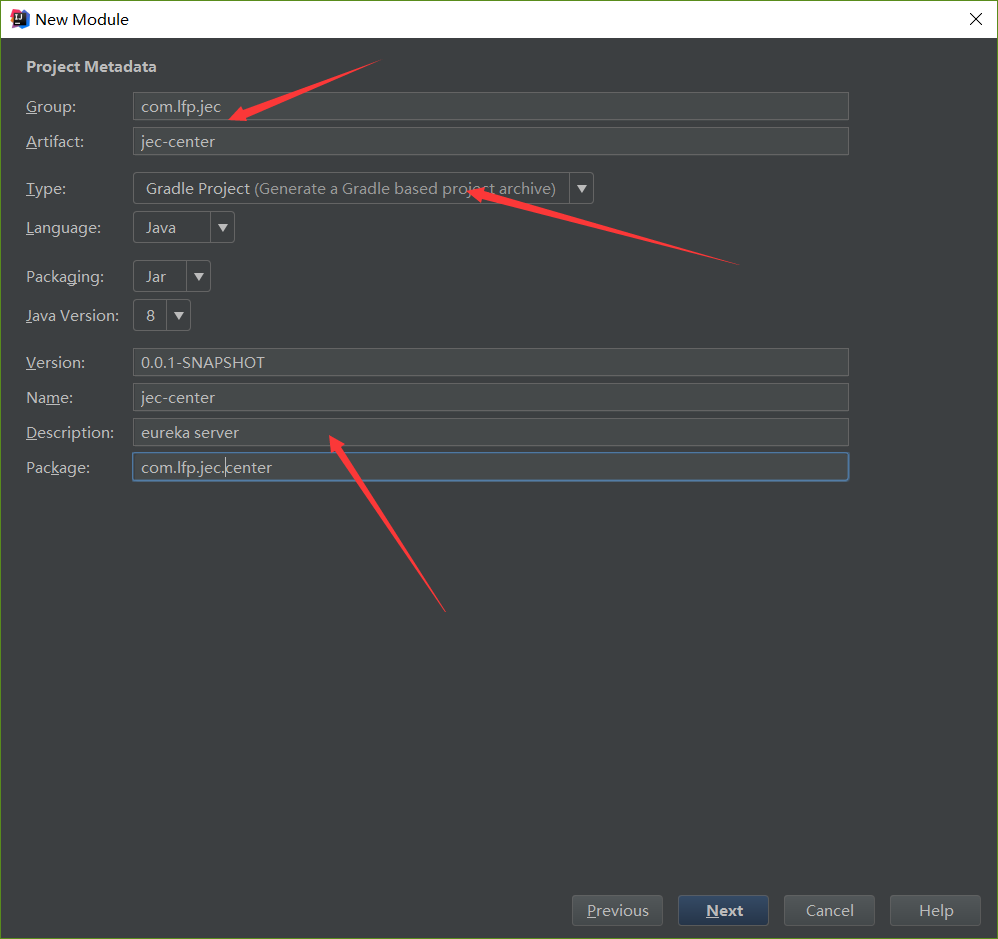 New Module
Project Metadata
Group: com.lfp.jec
Artifact: jec-center
Type: Gradle Project (Generate a Gradle based project archive)
Language: Java
Packaging: Jar
Java Version: 8
Version: 0.0.1-SNAPSHOT
Name: jec-center
Description: eureka server
Package: com.lfp.jec.center
Previous Next Cancel Help